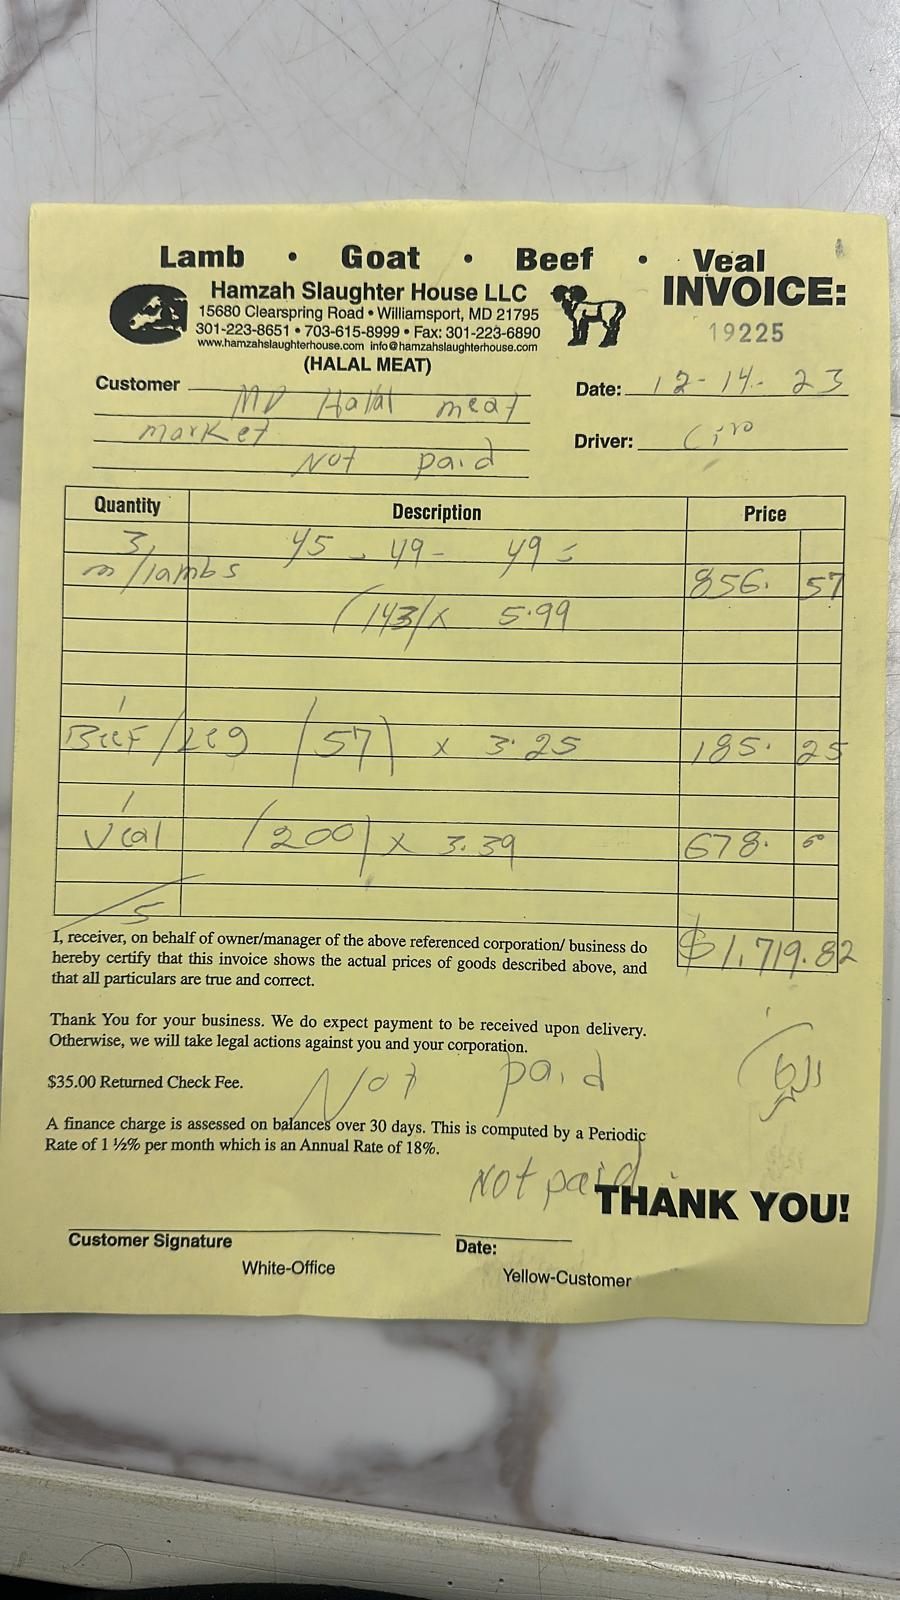 Lamb • Goat • Beef • Veal
Hamzah Slaughter House LLC
15680 Clearspring Road • Williamsport, MD 21795
301-223-8651 • 703-615-8999 • Fax: 301-223-6890
www.hamzahslaughterhouse.com info@hamzahslaughterhouse.com
(HALAL MEAT)
INVOICE:
19225
Customer MD Halal meat
market
Not paid
Date: 12-14-23
Driver: Ciro
Quantity Description Price
3 45 - 49 - 49 =
m/lambs 856. 57
(143) x 5.99
1
Beef/Leg (57) x 3.25 185. 25
1
Veal (200) x 3.39 678. 00
5
$1,719.82
I, receiver, on behalf of owner/manager of the above referenced corporation/ business do
hereby certify that this invoice shows the actual prices of goods described above, and
that all particulars are true and correct.
Thank You for your business. We do expect payment to be received upon delivery.
Otherwise, we will take legal actions against you and your corporation.
Not paid
$35.00 Returned Check Fee.
A finance charge is assessed on balances over 30 days. This is computed by a Periodic
Rate of 1 ½% per month which is an Annual Rate of 18%.
Not paid
THANK YOU!
Customer Signature
Date:
White-Office
Yellow-Customer